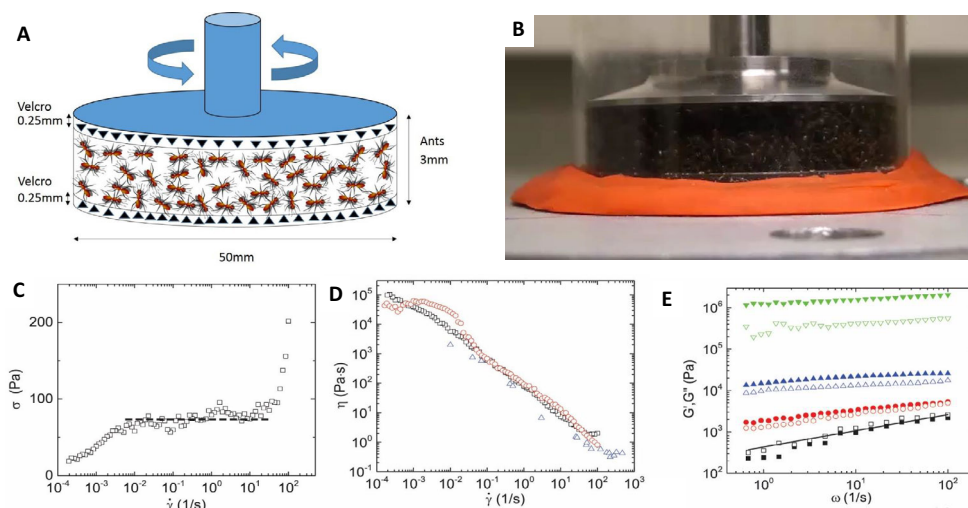 A
Velcro
0.25mm
Ants
3mm
Velcro
0.25mm
50mm
B
C
200
100
0
σ (Pa)
10⁻⁴ 10⁻³ 10⁻² 10⁻¹ 10⁰ 10¹ 10² 10³
γ̇ (1/s)
D
10⁵
10⁴
10³
10²
10¹
10⁰
10⁻¹
η (Pa·s)
10⁻⁴ 10⁻³ 10⁻² 10⁻¹ 10⁰ 10¹ 10² 10³
γ̇ (1/s)
E
10⁶
10⁵
10⁴
10³
10²
G',G" (Pa)
10⁰ 10¹ 10²
ω (1/s)